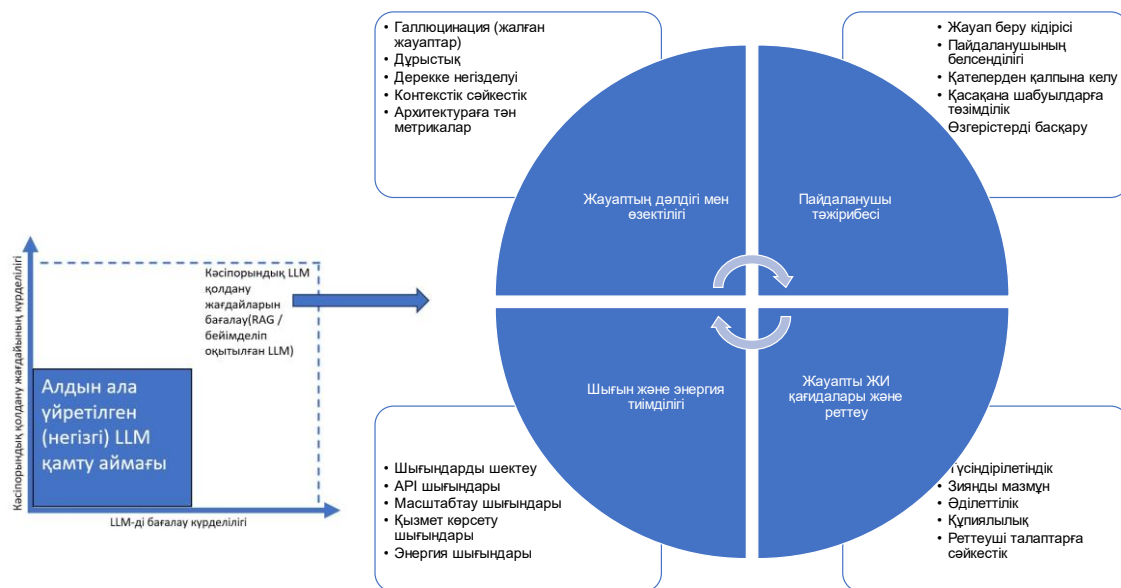 • Галлюцинация (жалған
жауаптар)
• Дұрыстық
• Дерекке негізделуі
• Контекстік сәйкестік
• Архитектураға тән
метрикалар
• Жауап беру кідірісі
• Пайдаланушының
белсенділігі
• Қателерден қалпына келу
• Қасақана шабуылдарға
төзімділік
Өзгерістерді басқару
Жауаптың дәлдігі мен
өзектілігі
Пайдаланушы
тәжірибесі
Кәсіпорындық қолдану жағдайының күрделілігі
Кәсіпорындық LLM
қолдану
жағдайларын
бағалау(RAG /
бейімделіп
оқытылған LLM)
Алдын ала
үйретілген
(негізгі) LLM
қамту аймағы
LLM-ді бағалау күрделілігі
Шығын және энергия
тиімділігі
Жауапты ЖИ
қағидалары және
реттеу
• Шығындарды шектеу
• API шығындары
• Масштабтау шығындары
• Қызмет көрсету
шығындары
• Энергия шығындары
Түсіндірілетіндік
• Зиянды мазмұн
• Әділеттілік
• Құпиялылық
• Реттеуші талаптарға
сәйкестік